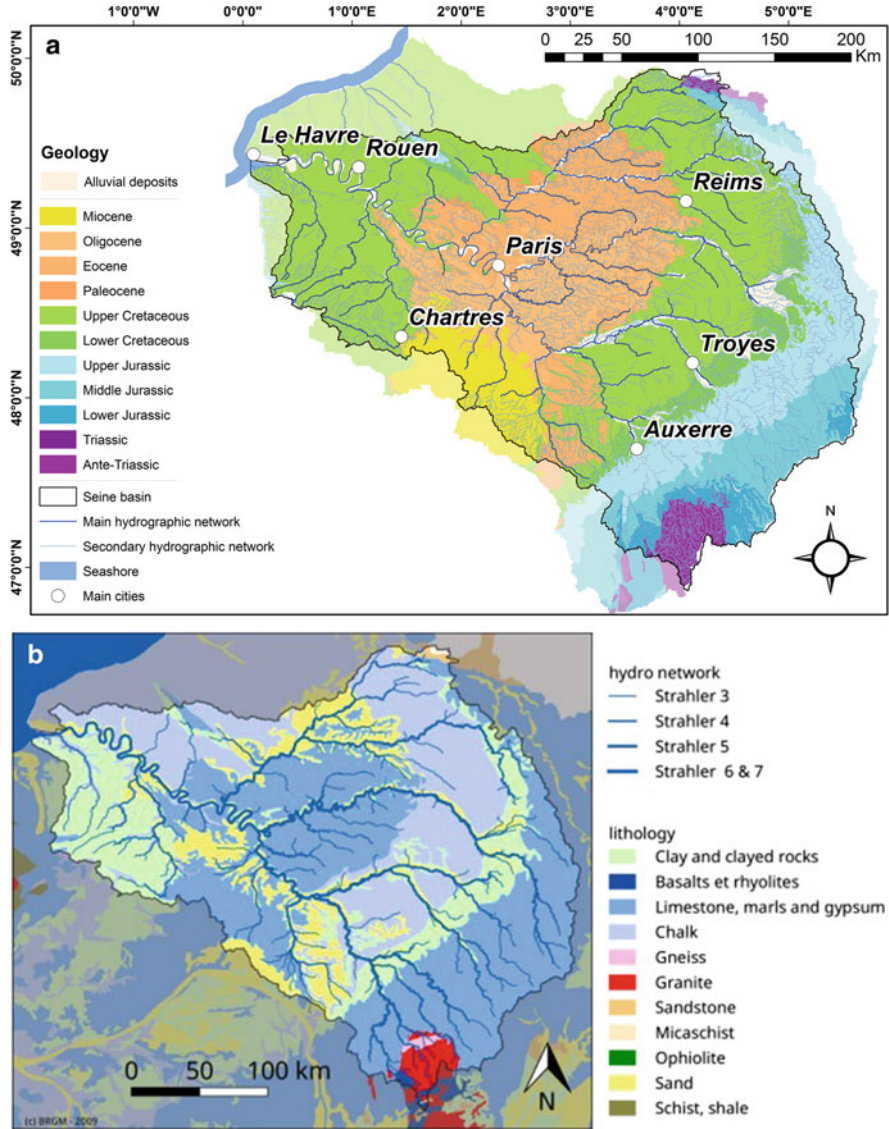 1°0'0"W 0°0'0" 1°0'0"E 2°0'0"E 3°0'0"E 4°0'0"E 5°0'0"E
a
0 25 50 100 150 200
Km
50°0'0"N
49°0'0"N
48°0'0"N
47°0'0"N
Le Havre
Rouen
Reims
Paris
Chartres
Troyes
Auxerre
N
Geology
Alluvial deposits
Miocene
Oligocene
Eocene
Paleocene
Upper Cretaceous
Lower Cretaceous
Upper Jurassic
Middle Jurassic
Lower Jurassic
Triassic
Ante-Triassic
Seine basin
Main hydrographic network
Secondary hydrographic network
Seashore
Main cities
b
0 50 100 km
N
(c) BRGM - 2009
hydro network
Strahler 3
Strahler 4
Strahler 5
Strahler 6 & 7
lithology
Clay and clayed rocks
Basalts et rhyolites
Limestone, marls and gypsum
Chalk
Gneiss
Granite
Sandstone
Micaschist
Ophiolite
Sand
Schist, shale